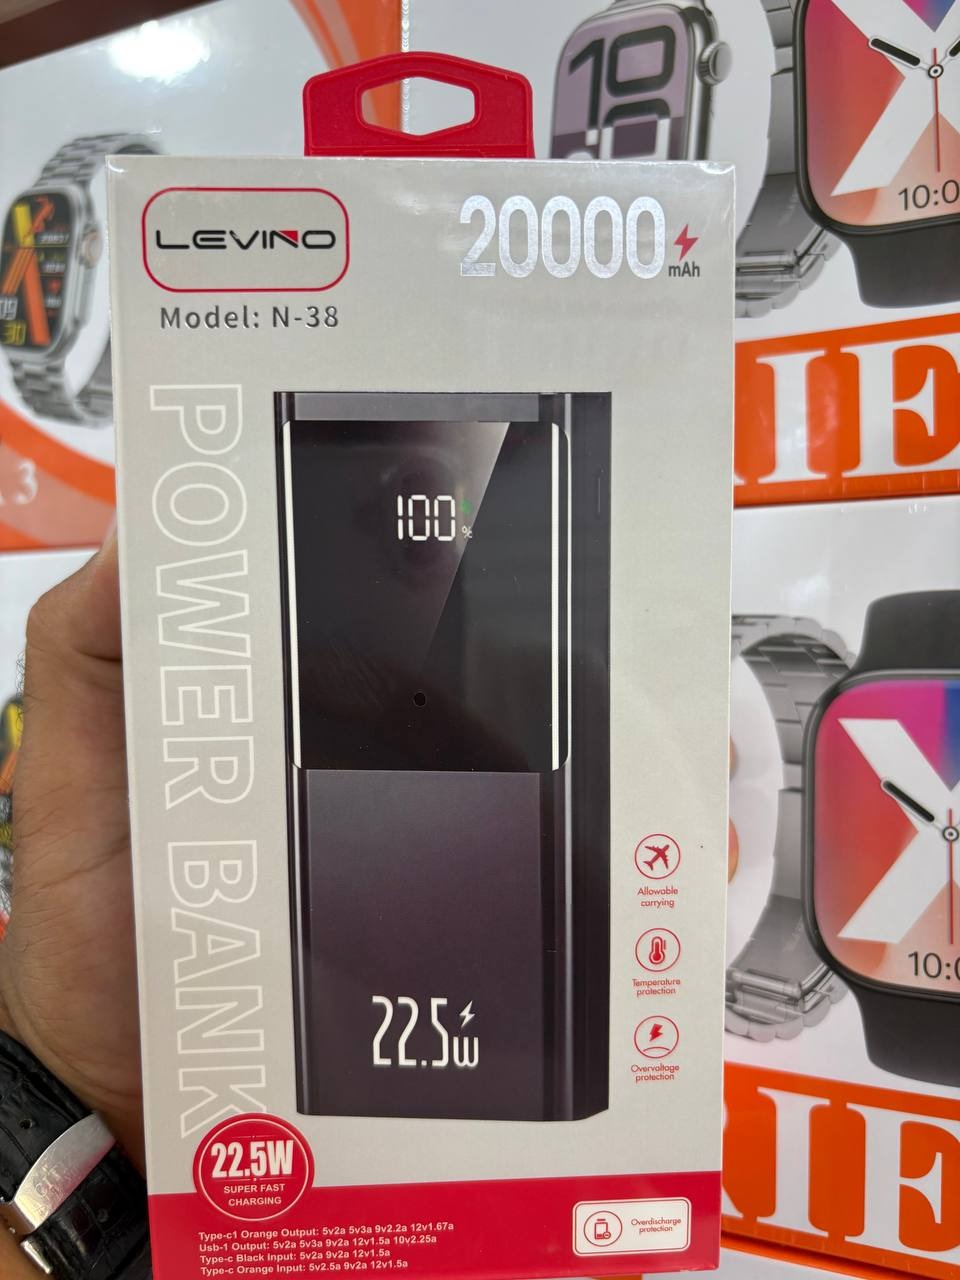 LEVINO
20000 mAh
Model: N-38
POWER BANK
100 %
22.5w
Allowable
carrying
Temperature
protection
Overvoltage
protection
22.5W
SUPER FAST
CHARGING
Type-c1 Orange Output: 5v2a 5v3a 9v2.2a 12v1.67a
Usb-1 Output: 5v2a 5v3a 9v2a 12v1.5a 10v2.25a
Type-c Black Input: 5v2a 9v2a 12v1.5a
Type-c Orange Input: 5v2.5a 9v2a 12v1.5a
Overdischarge
protection
10
X
10:0
IE
X
10:0
IE